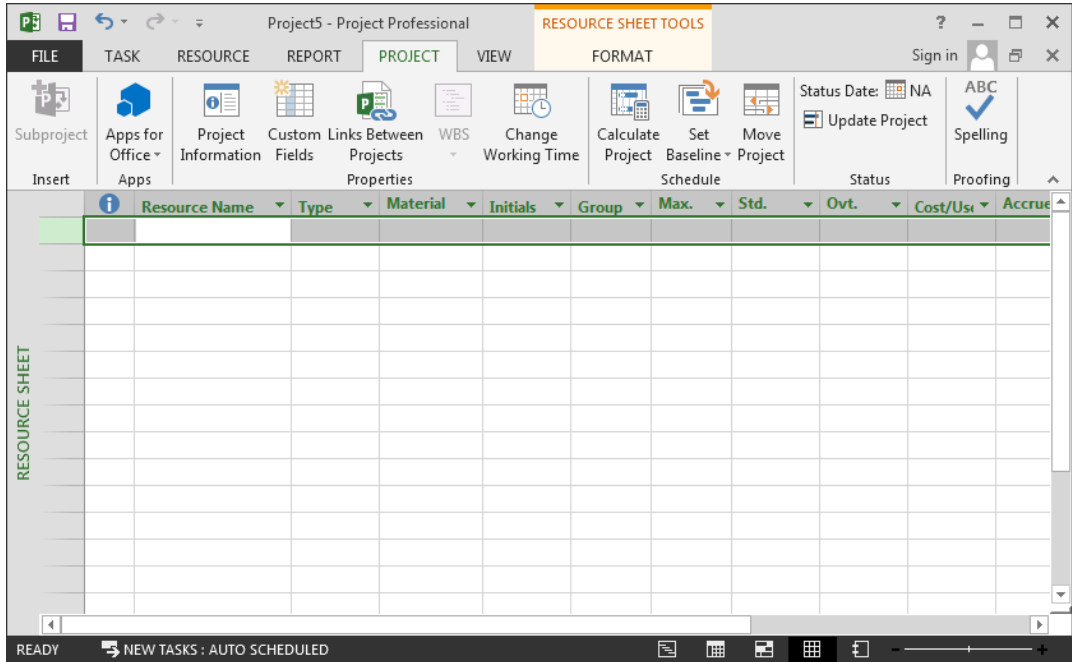 Project5 - Project Professional
RESOURCE SHEET TOOLS
?
FILE TASK RESOURCE REPORT PROJECT VIEW FORMAT Sign in
Subproject
Apps for Office
Project Information
Custom Fields
Links Between Projects
WBS
Change Working Time
Calculate Project
Set Baseline
Move Project
Status Date: NA
Update Project
ABC
Spelling
Insert Apps Properties Schedule Status Proofing
Resource Name Type Material Initials Group Max. Std. Ovt. Cost/Use Accrue
RESOURCE SHEET
READY NEW TASKS : AUTO SCHEDULED